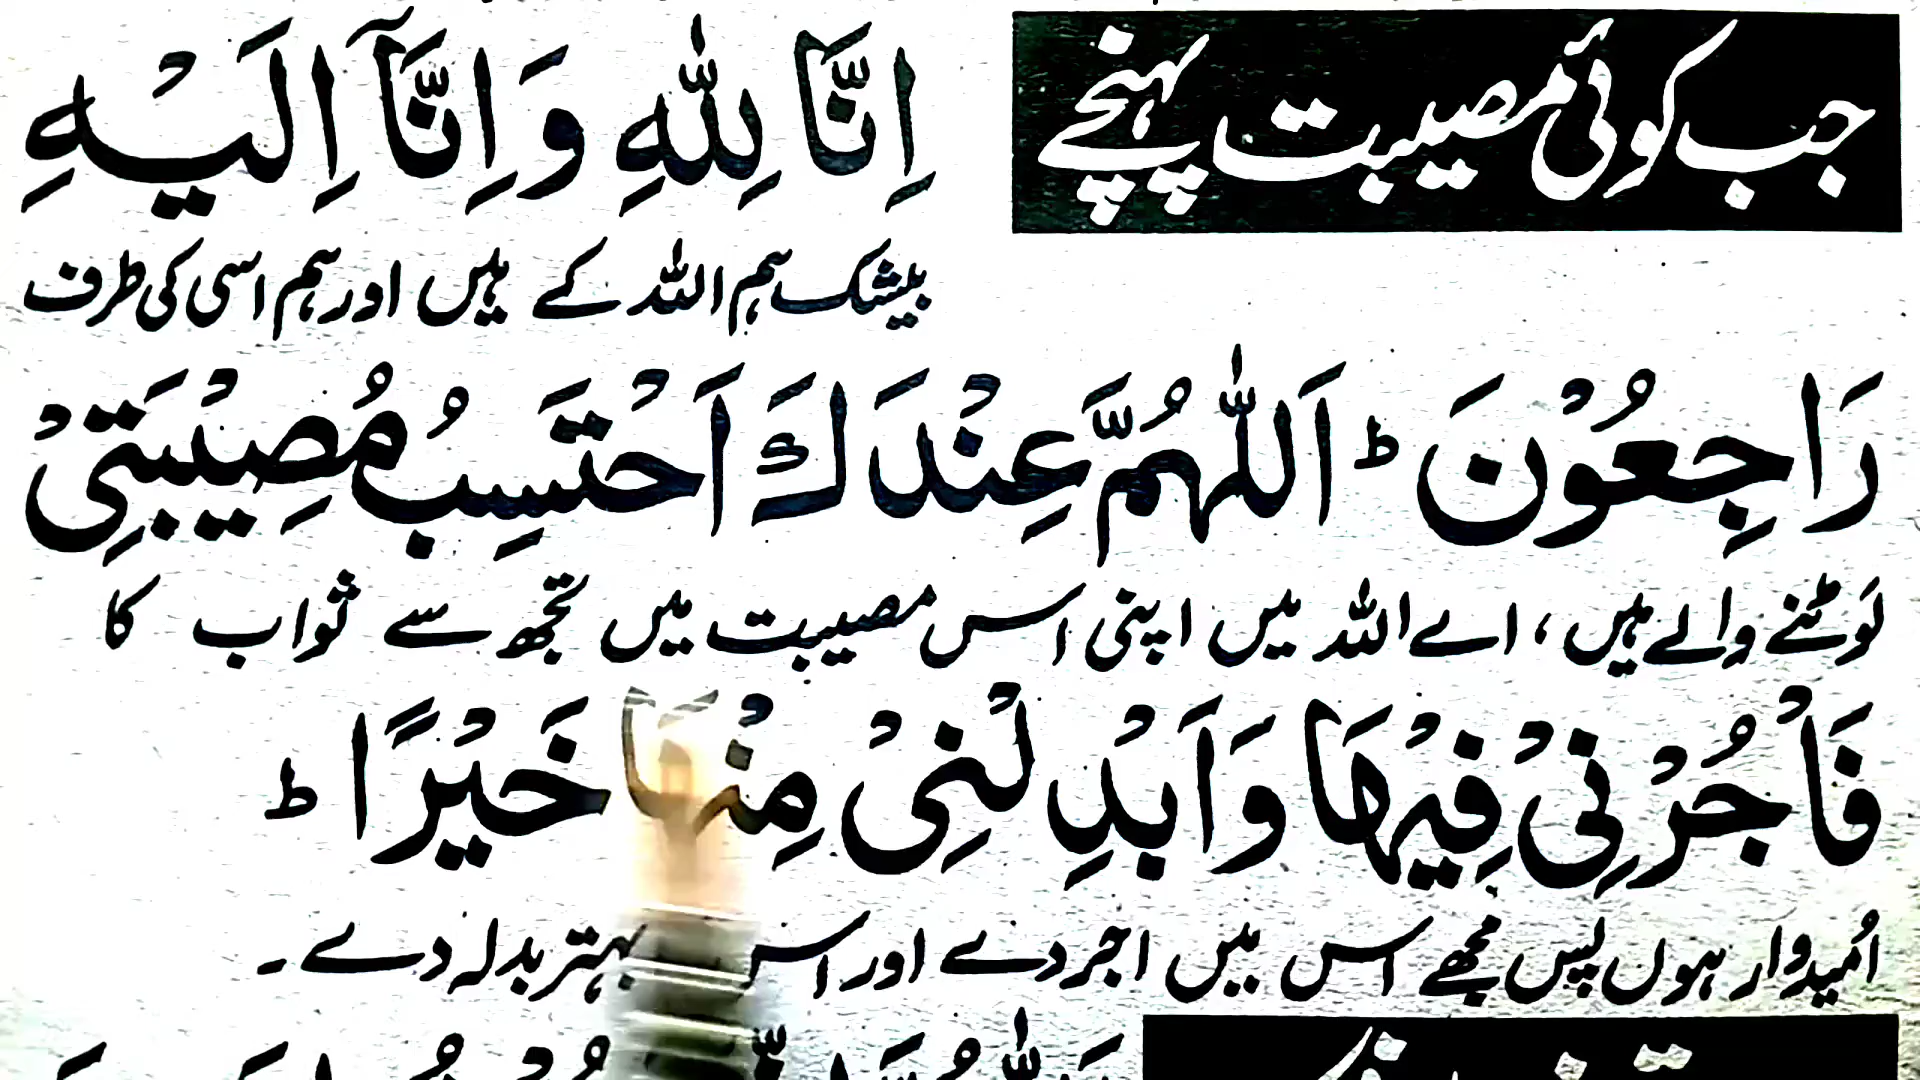 جب کوئی مصیبت پہنچے
اِنَّا لِلّٰهِ وَاِنَّآ اِلَيْهِ
بیشک ہم اللہ کے ہیں اور ہم اسی کی طرف
رَاجِعُوْنَ ؕ اَللّٰهُمَّ عِنْدَكَ اَحْتَسِبُ مُصِيْبَتِىْ
لَوٹنے والے ہیں، اے اللہ میں اپنی اس مصیبت میں تجھ سے ثواب کا
فَاْجُرْنِىْ فِيْهَا وَاَبْدِلْنِىْ مِنْهَا خَيْرًا ؕ
اُمیدوار ہوں پس مجھے اس میں اجر دے اور اس بہتر بدلہ دے۔